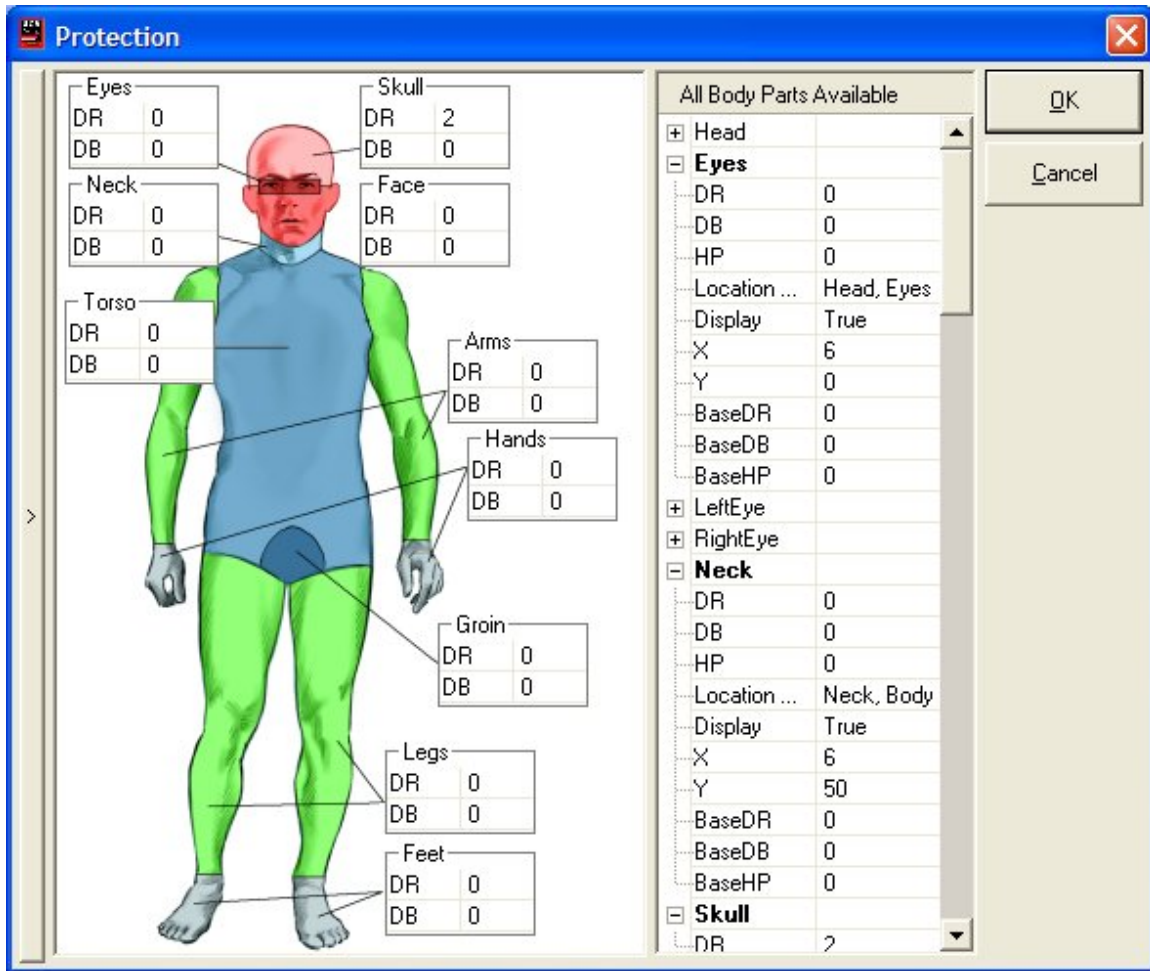 Protection
Eyes
DR 0
DB 0
Skull
DR 2
DB 0
Neck
DR 0
DB 0
Face
DR 0
DB 0
Torso
DR 0
DB 0
Arms
DR 0
DB 0
Hands
DR 0
DB 0
Groin
DR 0
DB 0
Legs
DR 0
DB 0
Feet
DR 0
DB 0
>
All Body Parts Available
Head
Eyes
DR 0
DB 0
HP 0
Location ... Head, Eyes
Display True
X 6
Y 0
BaseDR 0
BaseDB 0
BaseHP 0
LeftEye
RightEye
Neck
DR 0
DB 0
HP 0
Location ... Neck, Body
Display True
X 6
Y 50
BaseDR 0
BaseDB 0
BaseHP 0
Skull
DR 2
OK
Cancel